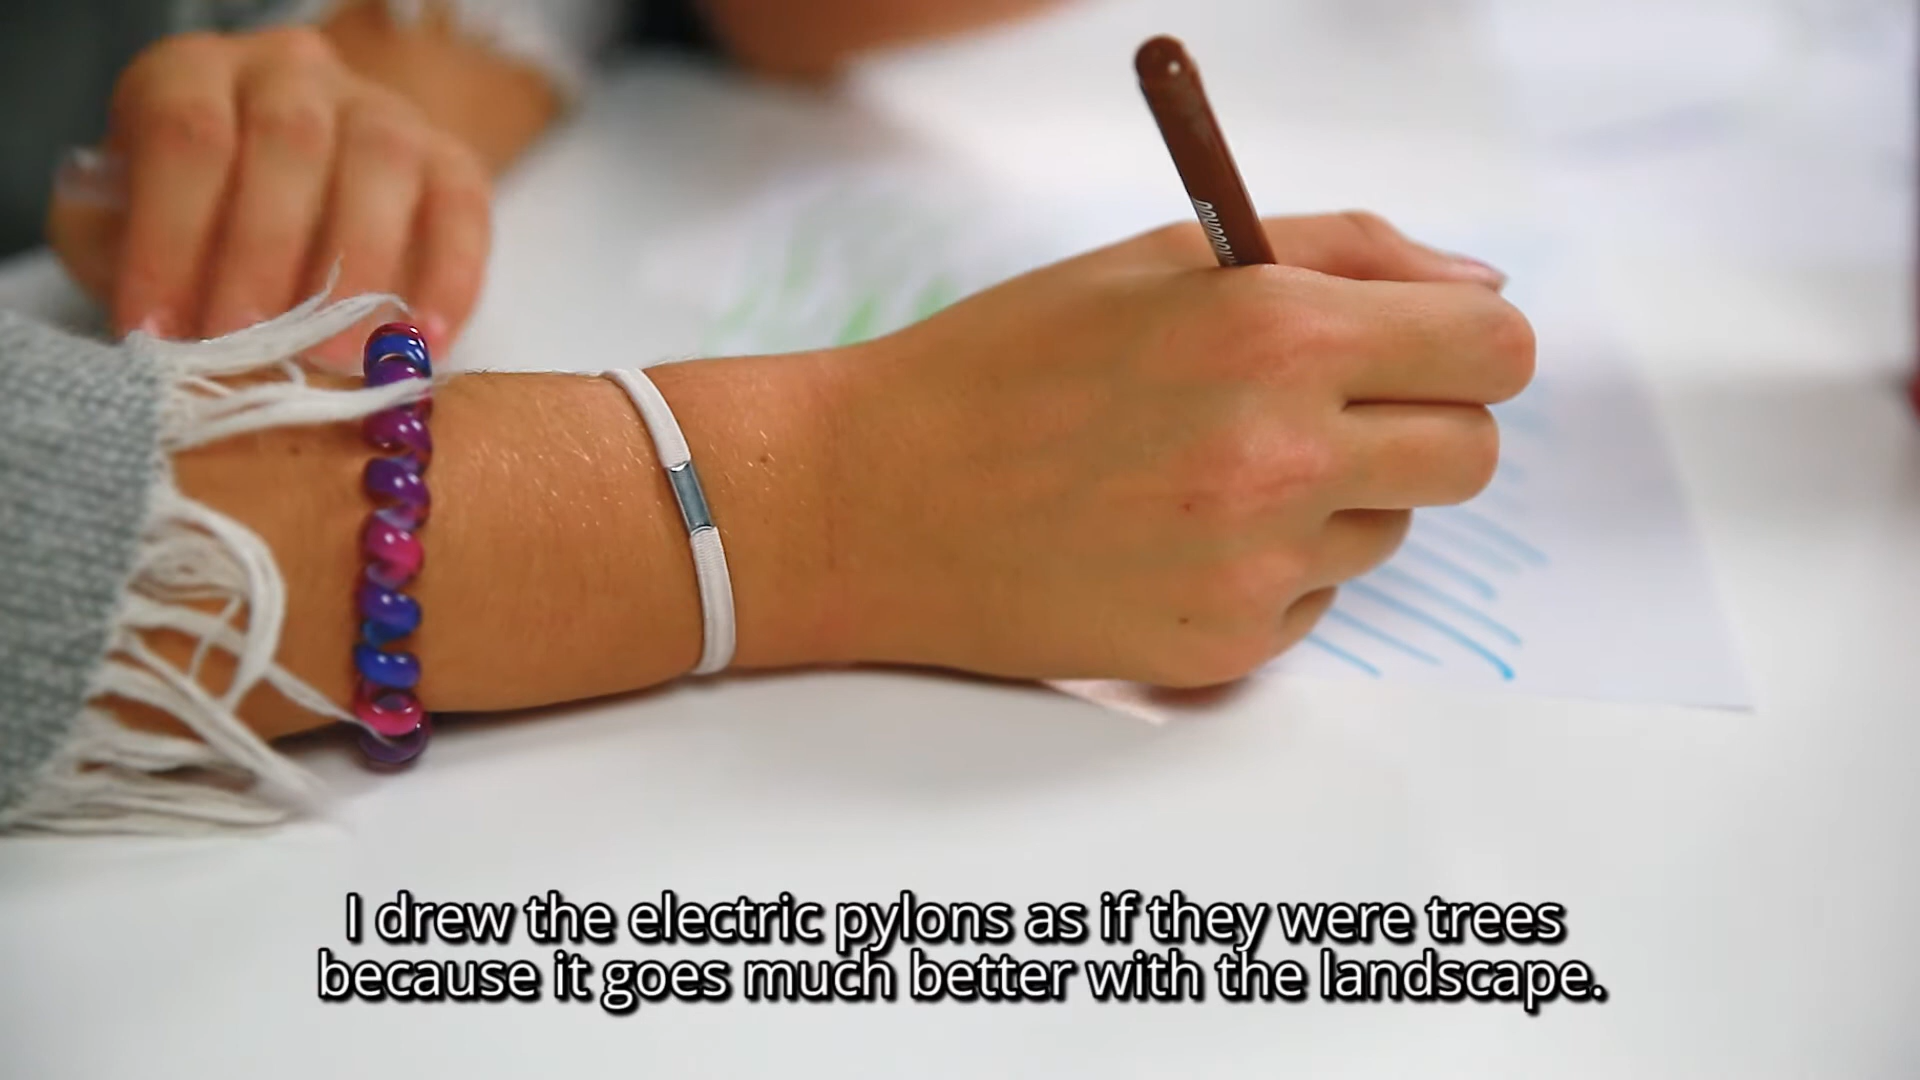 I drew the electric pylons as if they were trees
because it goes much better with the landscape.